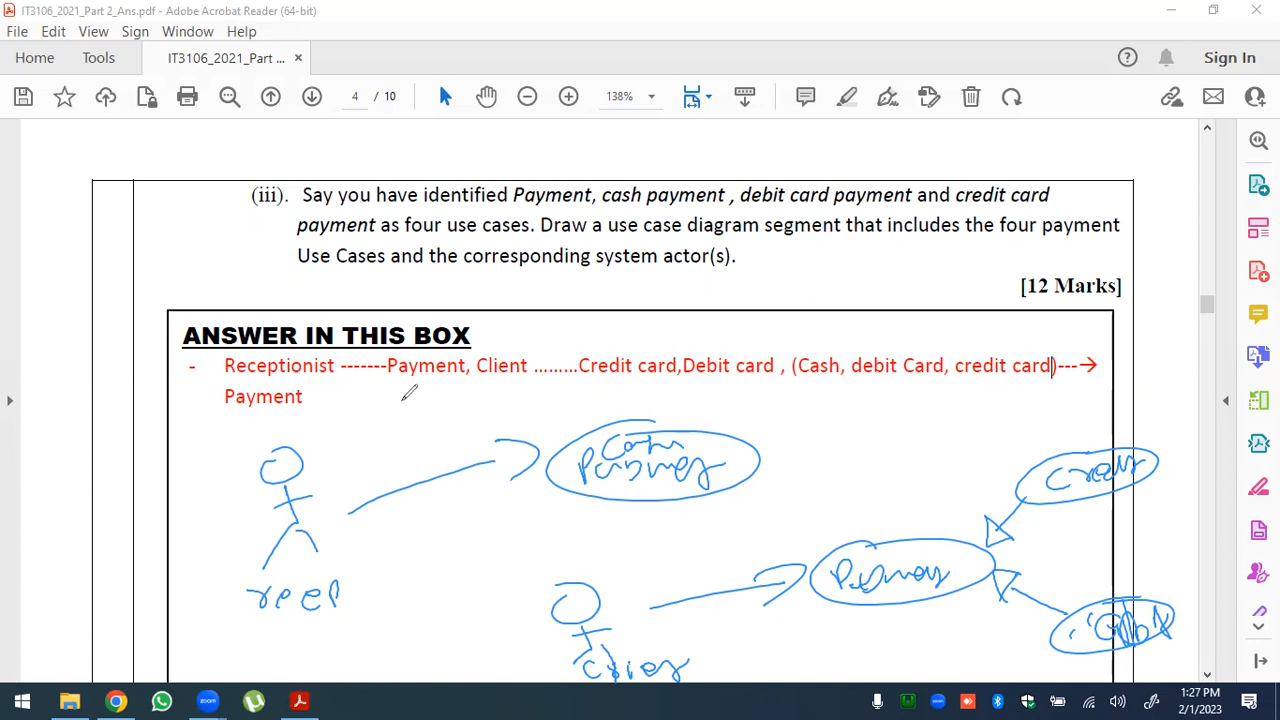 IT3106_2021_Part 2_Ans.pdf - Adobe Acrobat Reader (64-bit)
File Edit View Sign Window Help
Home Tools IT3106_2021_Part ... × Sign In
4 / 10 138%
(iii). Say you have identified Payment, cash payment , debit card payment and credit card
payment as four use cases. Draw a use case diagram segment that includes the four payment
Use Cases and the corresponding system actor(s).
[12 Marks]
ANSWER IN THIS BOX
- Receptionist -------Payment, Client .........Credit card,Debit card , (Cash, debit Card, credit card)---→
Payment
Cash
Credit
1:27 PM
zoom
2/1/2023